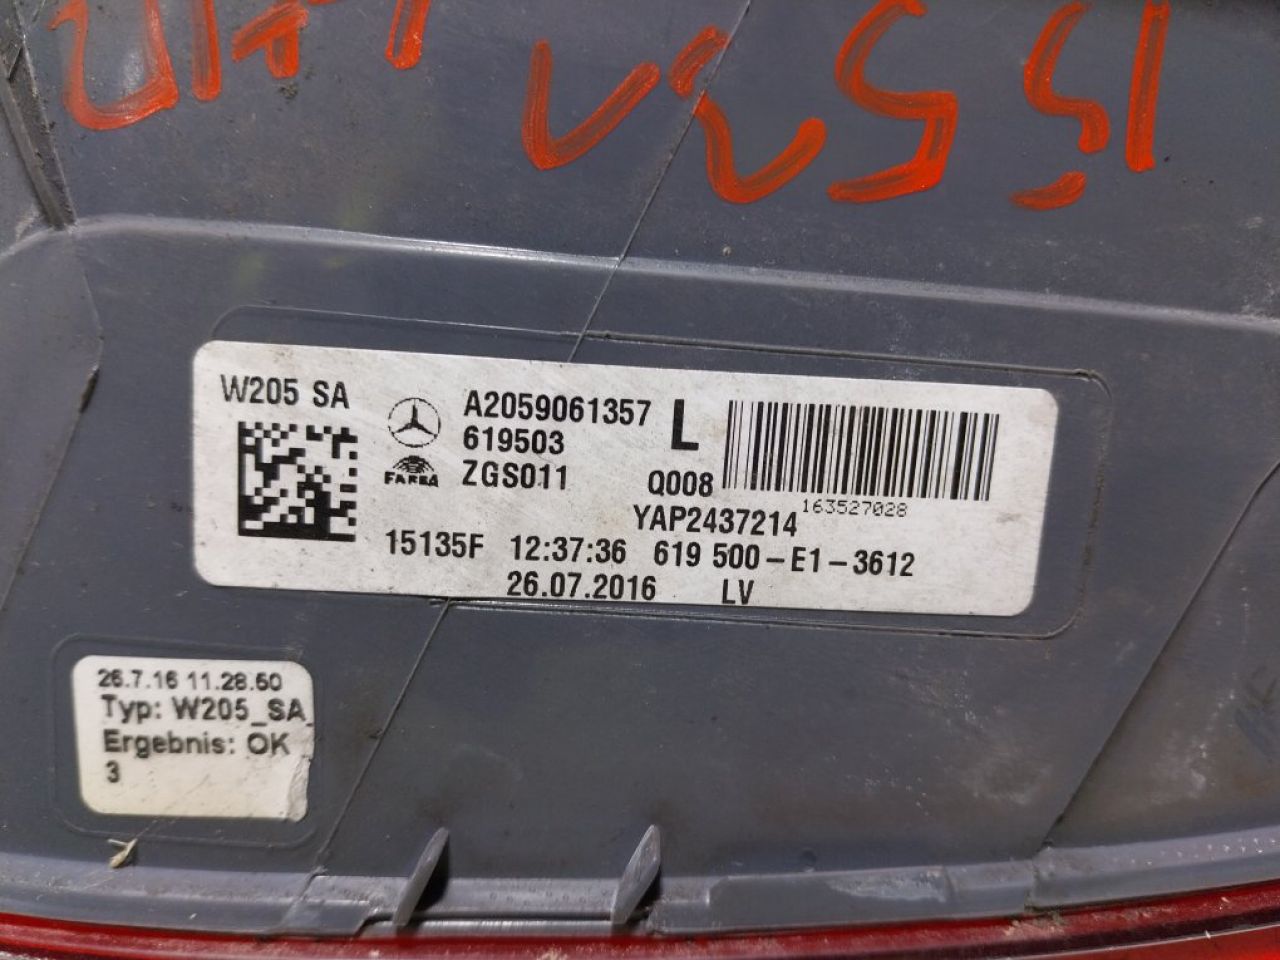 W205 SA
A2059061357 L
619503
FARBA ZGS011
Q008
163527028
YAP2437214
15135F 12:37:36 619 500-E1-3612
26.07.2016 LV
26.7.16 11.28.50
Typ: W205_SA
Ergebnis: OK
3